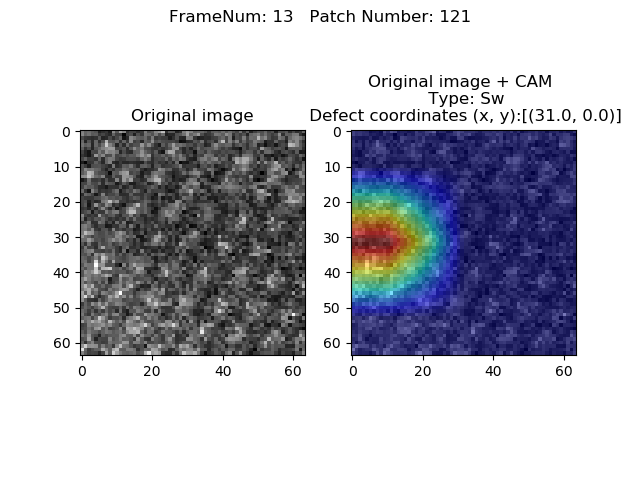 FrameNum: 13   Patch Number: 121
Original image
0
10
20
30
40
50
60
0 20 40 60
Original image + CAM
Type: Sw
Defect coordinates (x, y):[(31.0, 0.0)]
0
10
20
30
40
50
60
0 20 40 60